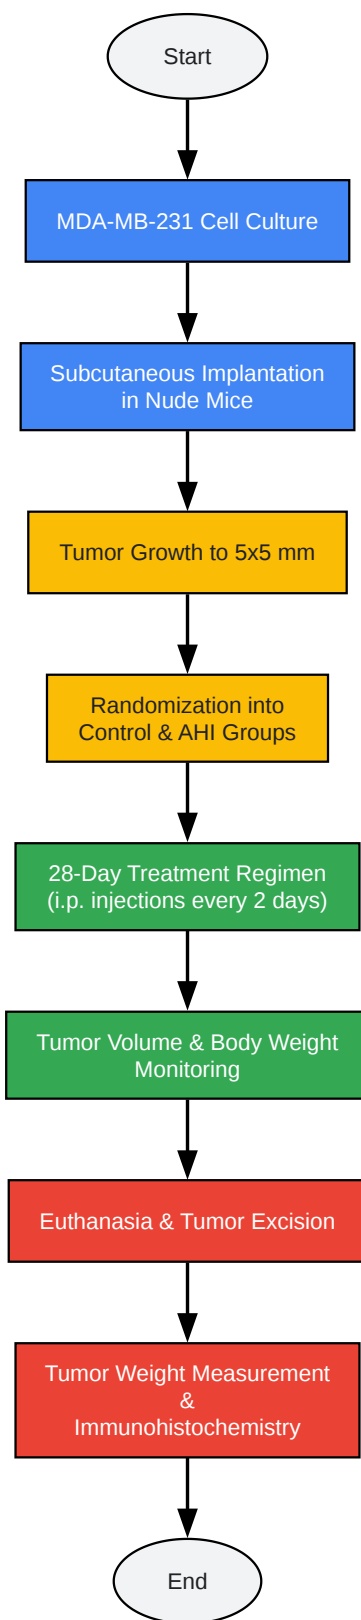 Start
MDA-MB-231 Cell Culture
Subcutaneous Implantation
in Nude Mice
Tumor Growth to 5x5 mm
Randomization into
Control & AHI Groups
28-Day Treatment Regimen
(i.p. injections every 2 days)
Tumor Volume & Body Weight
Monitoring
Euthanasia & Tumor Excision
Tumor Weight Measurement
&
Immunohistochemistry
End